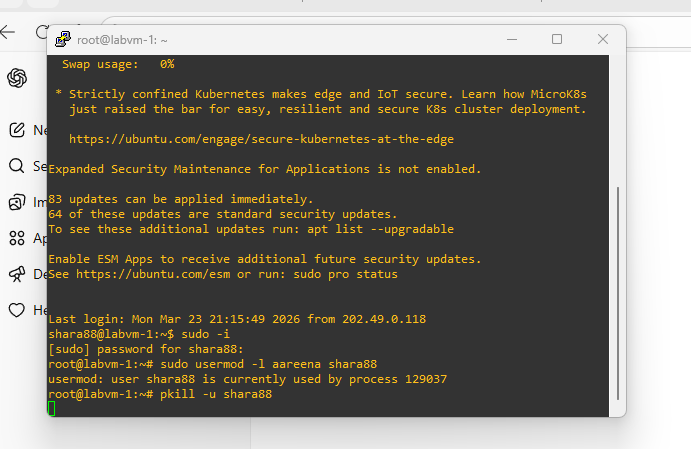 root@labvm-1: ~
Swap usage:   0%
* Strictly confined Kubernetes makes edge and IoT secure. Learn how MicroK8s
just raised the bar for easy, resilient and secure K8s cluster deployment.
https://ubuntu.com/engage/secure-kubernetes-at-the-edge
Expanded Security Maintenance for Applications is not enabled.
83 updates can be applied immediately.
64 of these updates are standard security updates.
To see these additional updates run: apt list --upgradable
Enable ESM Apps to receive additional future security updates.
See https://ubuntu.com/esm or run: sudo pro status
Last login: Mon Mar 23 21:15:49 2026 from 202.49.0.118
shara88@labvm-1:~$ sudo -i
[sudo] password for shara88:
root@labvm-1:~# sudo usermod -l aareena shara88
usermod: user shara88 is currently used by process 129037
root@labvm-1:~# pkill -u shara88
Ne
Se
Im
Ap
De
He